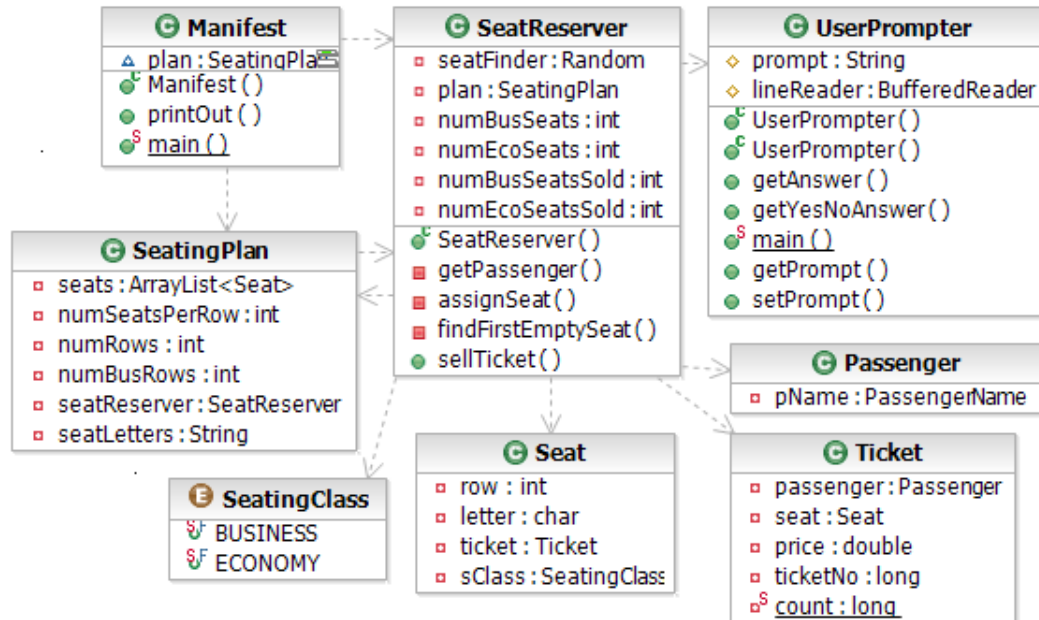 Manifest
plan : SeatingPla
Manifest ( )
printOut ( )
main ( )
SeatReserver
seatFinder : Random
plan : SeatingPlan
numBusSeats : int
numEcoSeats : int
numBusSeatsSold : int
numEcoSeatsSold : int
SeatReserver ( )
getPassenger ( )
assignSeat ( )
findFirstEmptySeat ( )
sellTicket ( )
UserPrompter
prompt : String
lineReader : BufferedReader
UserPrompter ( )
UserPrompter ( )
getAnswer ( )
getYesNoAnswer ( )
main ( )
getPrompt ( )
setPrompt ( )
SeatingPlan
seats : ArrayList<Seat>
numSeatsPerRow : int
numRows : int
numBusRows : int
seatReserver : SeatReserver
seatLetters : String
Passenger
pName : PassengerName
SeatingClass
BUSINESS
ECONOMY
Seat
row : int
letter : char
ticket : Ticket
sClass : SeatingClass
Ticket
passenger : Passenger
seat : Seat
price : double
ticketNo : long
count : long